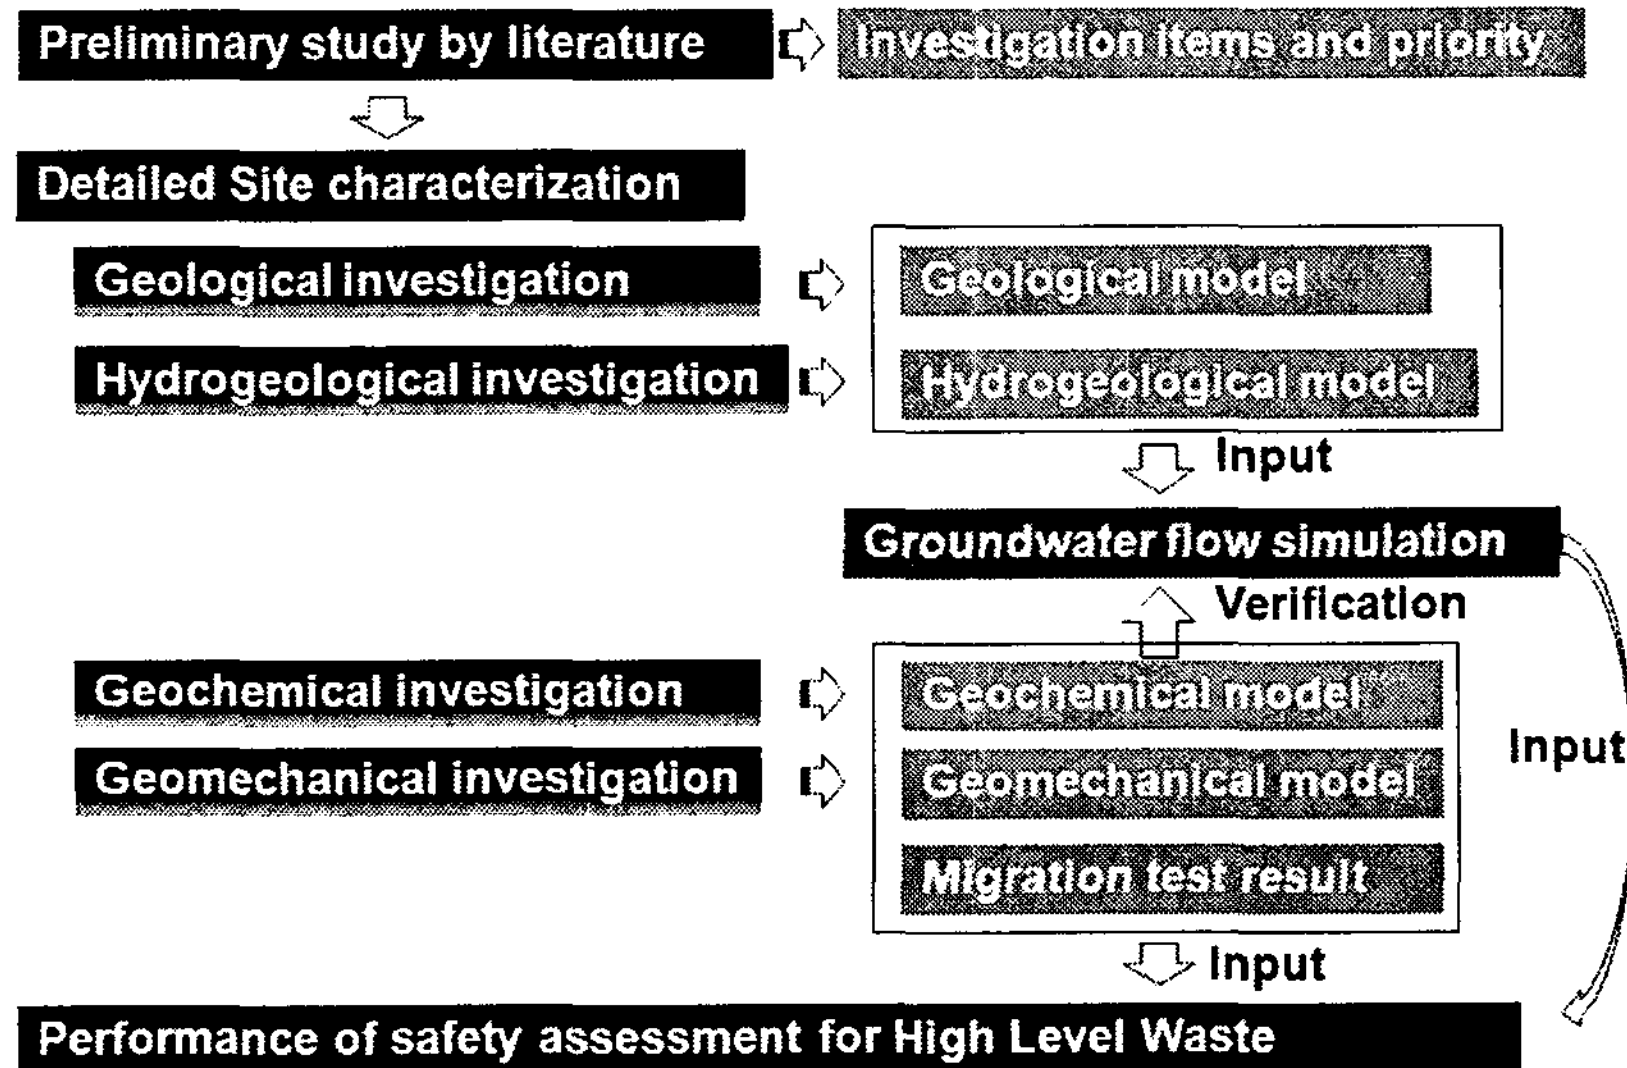 Preliminary study by literature
Investigation items and priority
Detailed Site characterization
Geological investigation
Geological model
Hydrogeological investigation
Hydrogeological model
Input
Groundwater flow simulation
Verification
Geochemical investigation
Geochemical model
Geomechanical investigation
Geomechanical model
Input
Migration test result
Input
Performance of safety assessment for High Level Waste